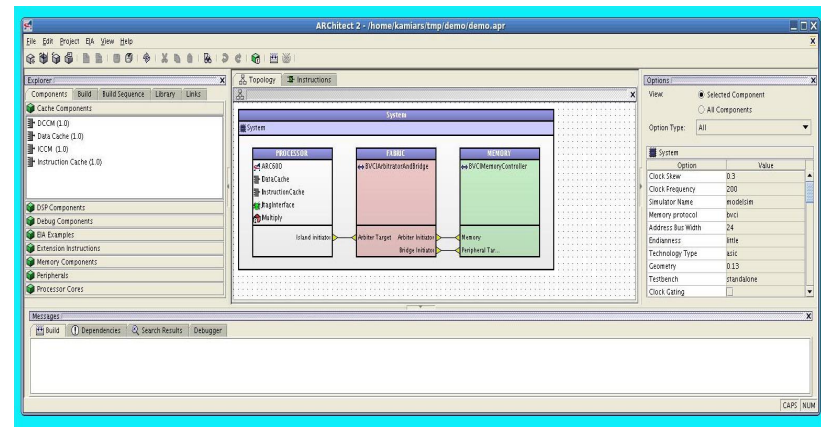 ARChitect 2 - /home/kamiars/tmp/demo/demo.apr
File Edit Project EIA View Help
Explorer
Components Build Build Sequence Library Links
Cache Components
DCCM (1.0)
Data Cache (1.0)
ICCM (1.0)
Instruction Cache (1.0)
DSP Components
Debug Components
EIA Examples
Extension Instructions
Memory Components
Peripherals
Processor Cores
Topology Instructions
System
System
PROCESSOR
ARC600
DataCache
InstructionCache
JtagInterface
Multiply
Island initiator
FABRIC
BVCIArbitratorAndBridge
Arbiter Target Arbiter Initiator
Bridge Initiator
MEMORY
BVCIMemoryController
Memory
Peripheral Tar...
Options
View: Selected Component
All Components
Option Type: All
System
Option Value
Clock Skew 0.3
Clock Frequency 200
Simulator Name modelsim
Memory protocol bvci
Address Bus Width 24
Endianness little
Technology Type asic
Geometry 0.13
Testbench standalone
Clock Gating
Messages
Build Dependencies Search Results Debugger
CAPS NUM